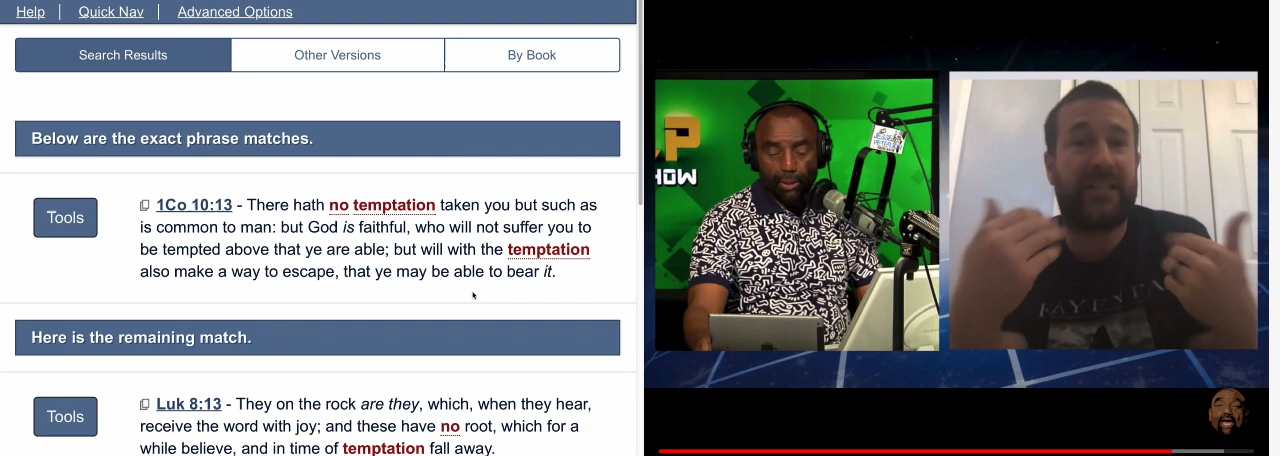 Help | Quick Nav | Advanced Options
Search Results
Other Versions
By Book
Below are the exact phrase matches.
Tools
1Co 10:13 - There hath no temptation taken you but such as
is common to man: but God is faithful, who will not suffer you to
be tempted above that ye are able; but will with the temptation
also make a way to escape, that ye may be able to bear it.
Here is the remaining match.
Tools
Luk 8:13 - They on the rock are they, which, when they hear,
receive the word with joy; and these have no root, which for a
while believe, and in time of temptation fall away.
P
HOW
JESSE